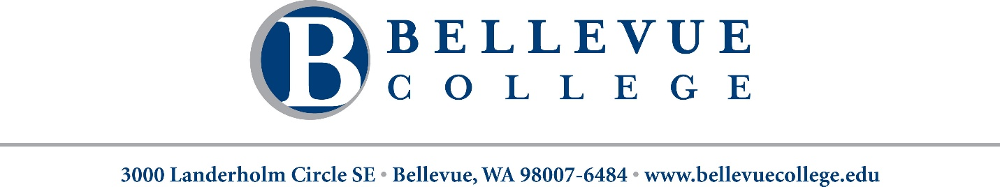 B BELLEVUE
COLLEGE
3000 Landerholm Circle SE • Bellevue, WA 98007-6484 • www.bellevuecollege.edu